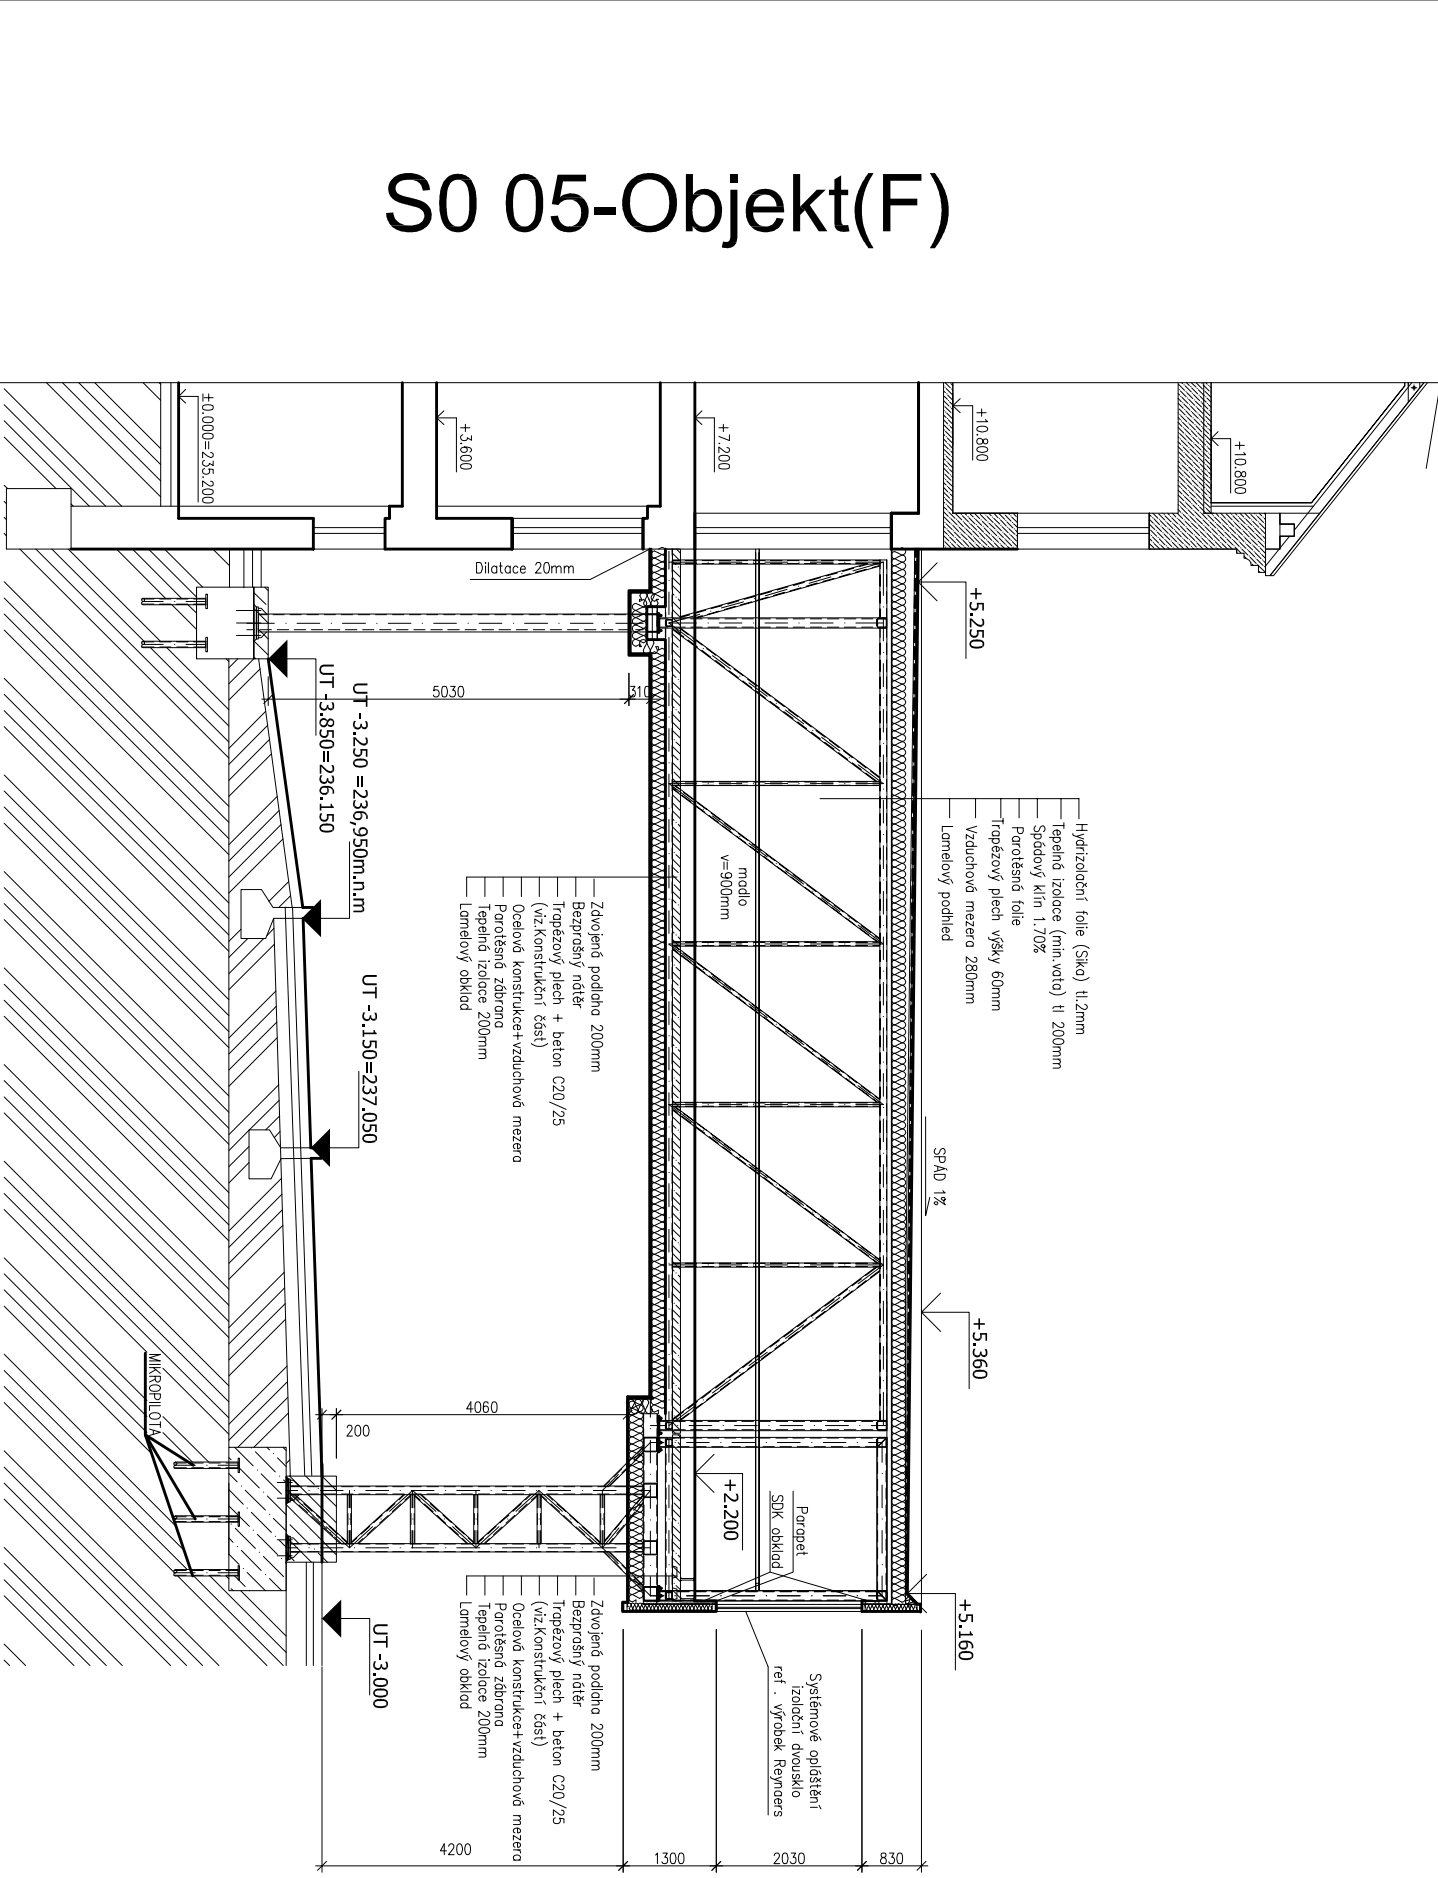 S0 05-Objekt(F)
±0.000=235.200
+3.600
+7.200
+10.800
+10.800
Dilatace 20mm
+5.250
5030
310
UT -3.850=236.150
UT -3.250 =236,950m.n.m
UT -3.150=237.050
madlo
v=900mm
Hydrizolační folie (Sika) tl.2mm
Tepelná izolace (min.vata) tl 200mm
Spádový klín 1.70%
Parotěsná folie
Trapézový plech výšky 60mm
Vzduchová mezera 280mm
Lamelový podhled
Zdvojená podlaha 200mm
Bezprašný nátěr
Trapézový plech + beton C20/25
(viz.Konstrukční část)
Ocelová konstrukce+vzduchová mezera
Parotěsná zábrana
Tepelná izolace 200mm
Lamelový obklad
SPÁD 1%
+5.360
MIKROPILOTA
4060
200
+2.200
Parapet
SDK obklad
+5.160
UT -3.000
Zdvojená podlaha 200mm
Bezprašný nátěr
Trapézový plech + beton C20/25
(viz.Konstrukční část)
Ocelová konstrukce+vzduchová mezera
Parotěsná zábrana
Tepelná izolace 200mm
Lamelový obklad
Systémové opláštění
izolační dvousklo
ref . výrobek Reynaers
4200
1300
2030
830